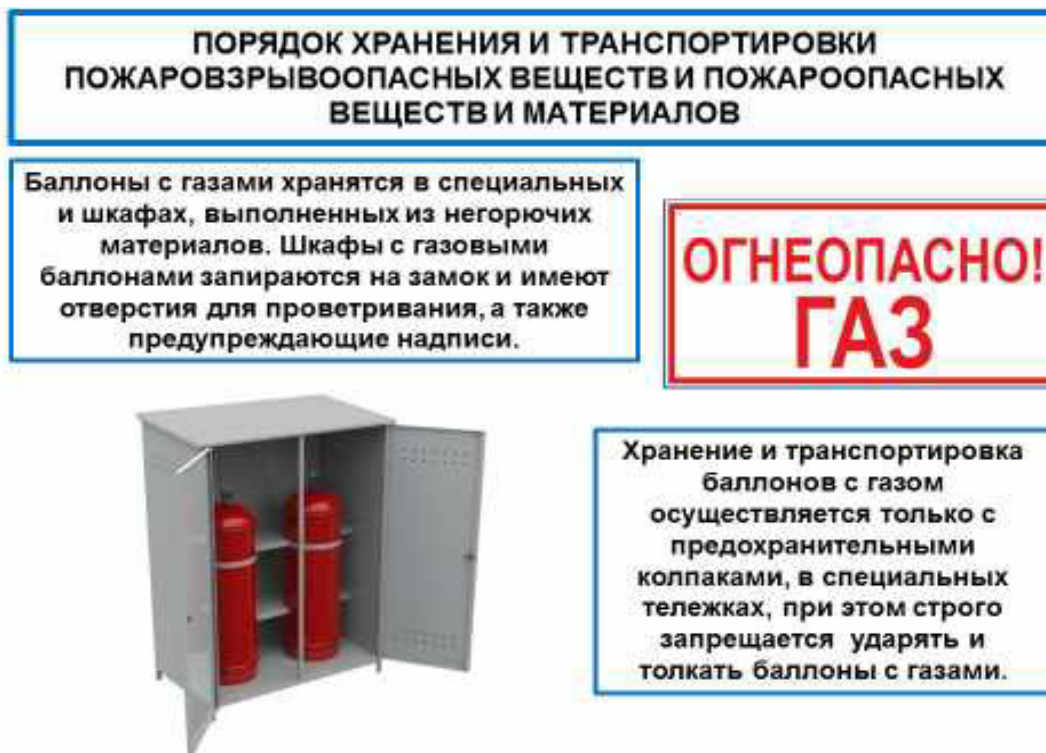 ПОРЯДОК ХРАНЕНИЯ И ТРАНСПОРТИРОВКИ
ПОЖАРОВЗРЫВООПАСНЫХ ВЕЩЕСТВ И ПОЖАРООПАСНЫХ
ВЕЩЕСТВ И МАТЕРИАЛОВ
Баллоны с газами хранятся в специальных
и шкафах, выполненных из негорючих
материалов. Шкафы с газовыми
баллонами запираются на замок и имеют
отверстия для проветривания, а также
предупреждающие надписи.
ОГНЕОПАСНО!
ГАЗ
Хранение и транспортировка
баллонов с газом
осуществляется только с
предохранительными
колпаками, в специальных
тележках, при этом строго
запрещается ударять и
толкать баллоны с газами.